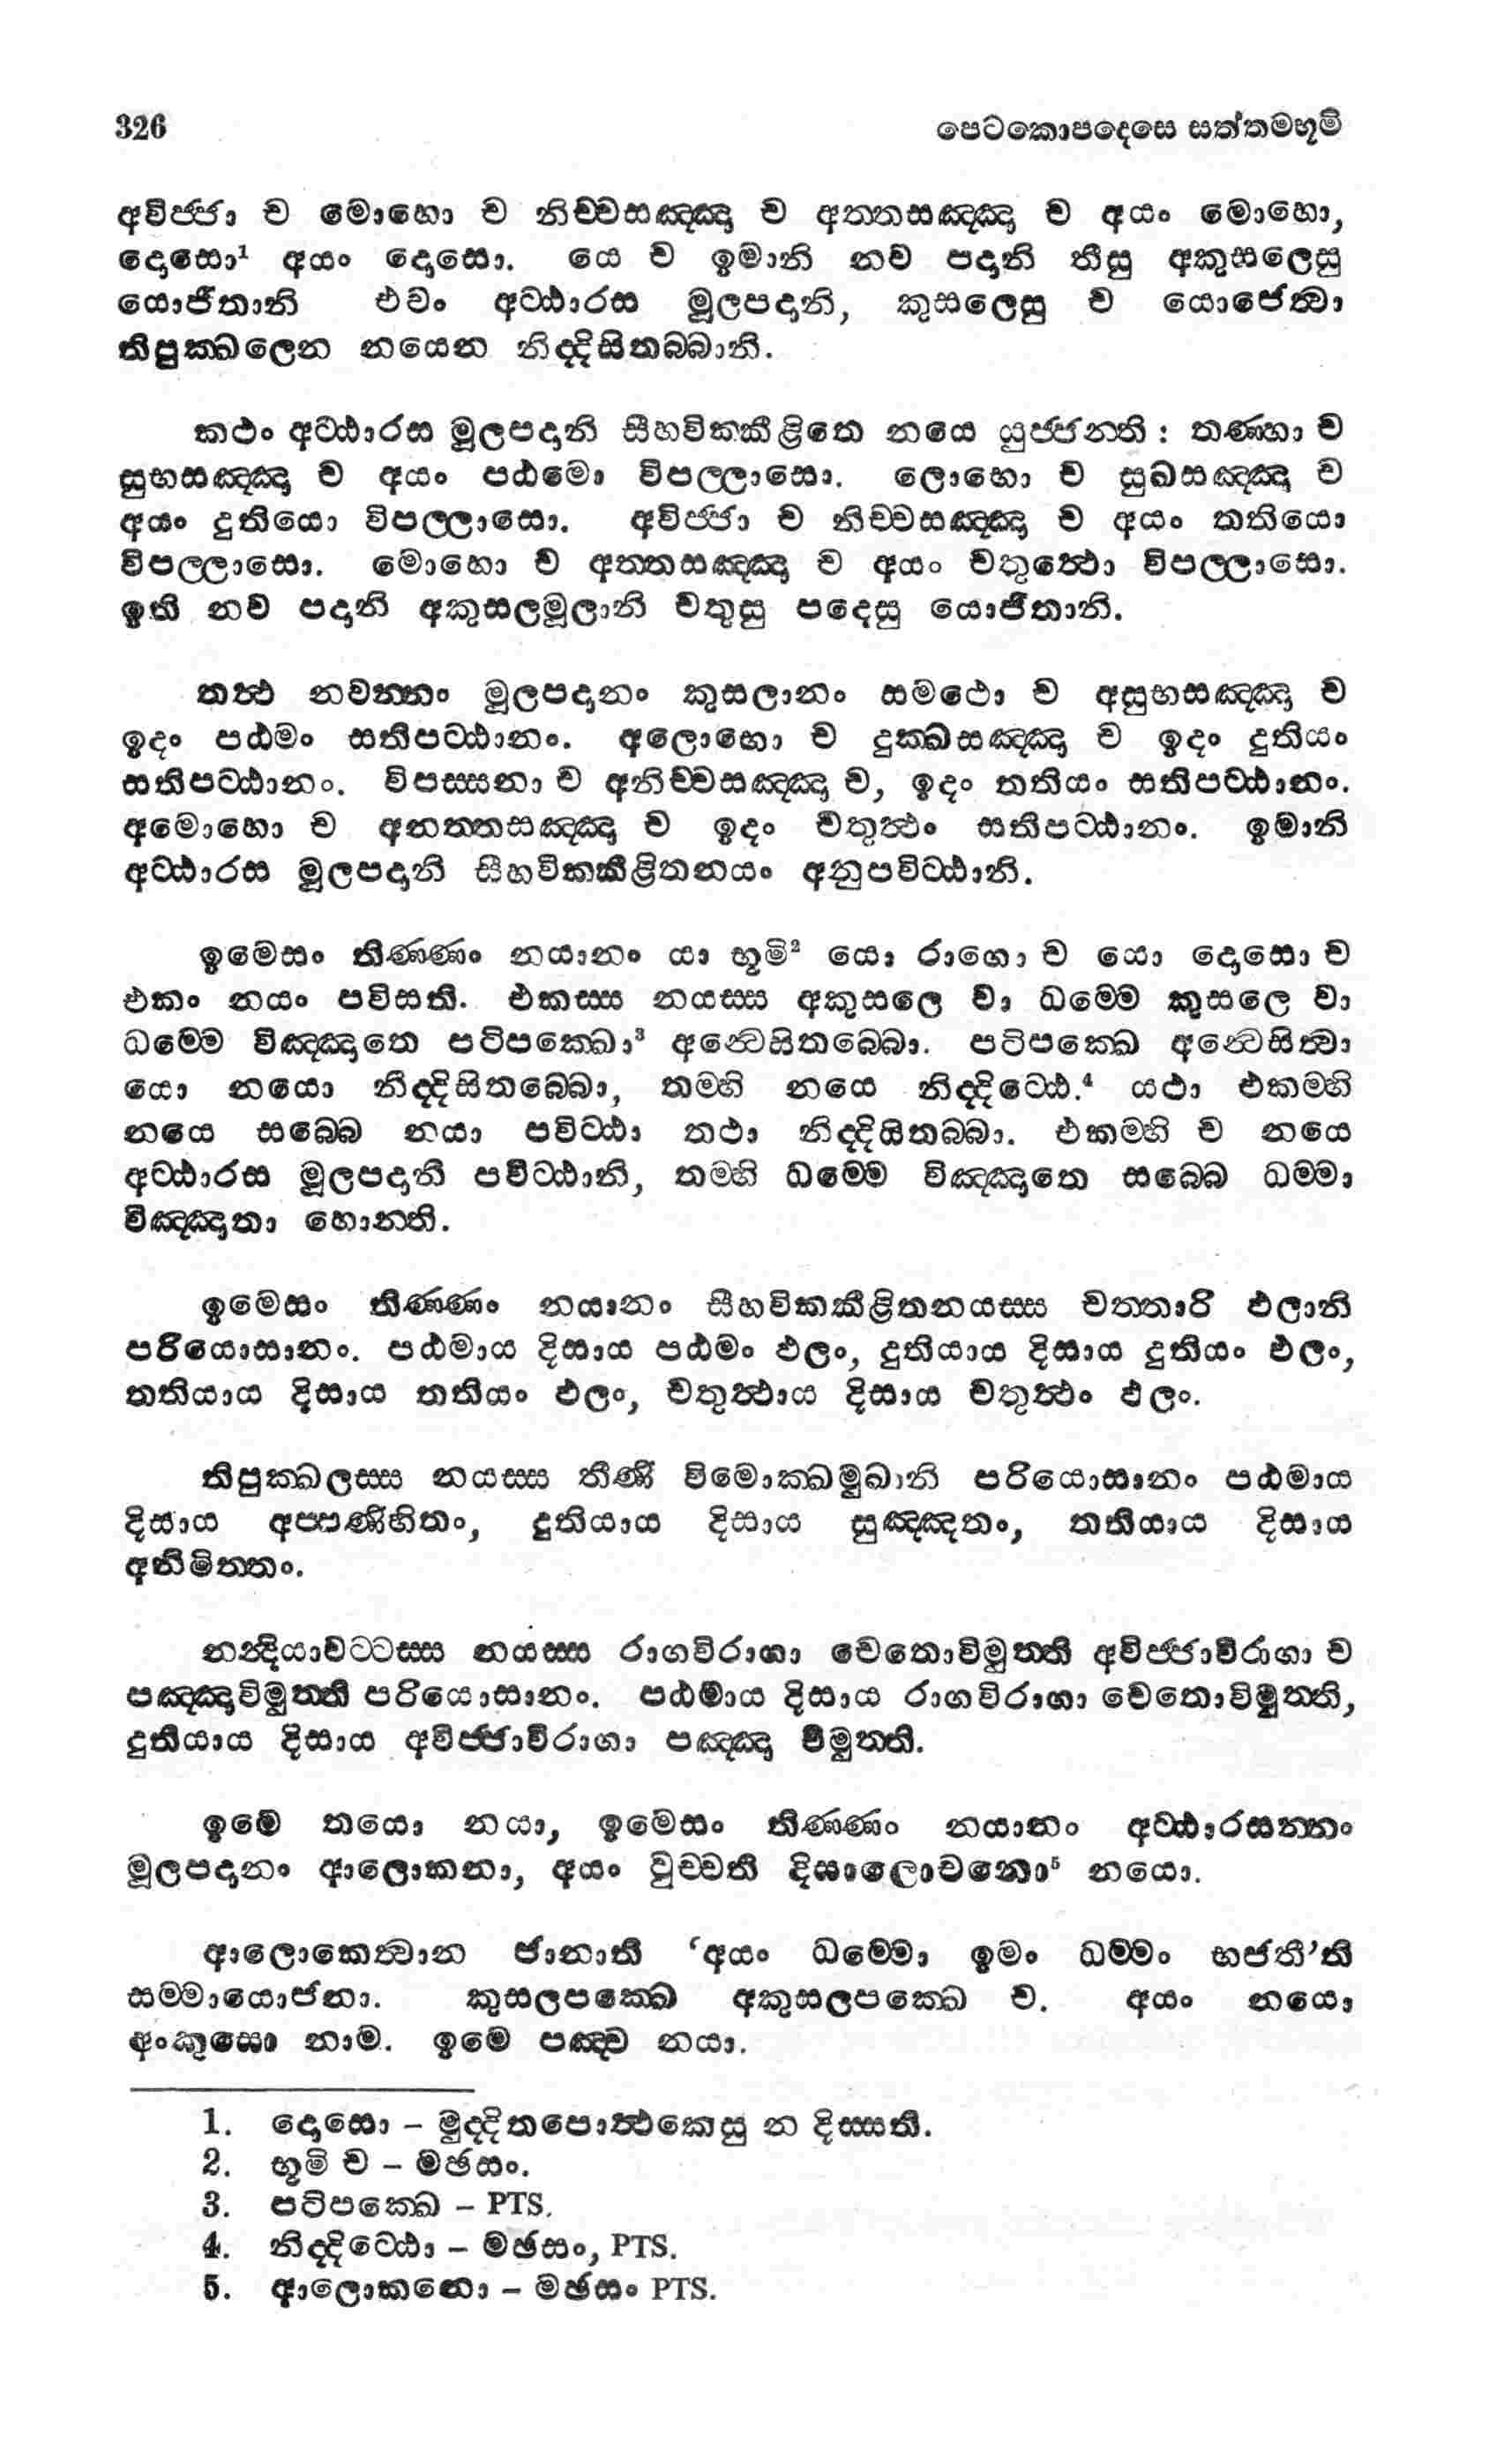 326 පෙටකොපදෙසෙ සත්තමභූමි
අවිජ්ජා ච මොහො ච නිච්චසඤ්ඤා ච අත්තසඤ්ඤා ච අයං මොහො,
දොසො¹ අයං දොසො. යෙ ච ඉමානි නව පදානි තීසු අකුසලෙසු
යොජිතානි එවං අට්ඨාරස මූලපදානි, කුසලෙසු ච යොජෙත්වා
තිපුක්ඛලෙන නයෙන නිද්දිසිතබ්බානි.
කථං අට්ඨාරස මූලපදානි සීහවික්කීළිතෙ නයෙ යුජ්ජන්ති : තණ්හා ච
සුභසඤ්ඤා ච අයං පඨමො විපල්ලාසො. ලොභො ච සුඛසඤ්ඤා ච
අයං දුතියො විපල්ලාසො. අවිජ්ජා ච නිච්චසඤ්ඤා ච අයං තතියො
විපල්ලාසො. මොහො ච අත්තසඤ්ඤා ච අයං චතුත්ථො විපල්ලාසො.
ඉති නව පදානි අකුසලමූලානි චතුසු පදෙසු යොජිතානි.
තත්ථ නවන්නං මූලපදානං කුසලානං සමථො ච අසුභසඤ්ඤා ච
ඉදං පඨමං සතිපට්ඨානං. අලොභො ච දුක්ඛසඤ්ඤා ච ඉදං දුතියං
සතිපට්ඨානං. විපස්සනා ච අනිච්චසඤ්ඤා ච, ඉදං තතියං සතිපට්ඨානං.
අමොහො ච අනත්තසඤ්ඤා ච ඉදං චතුත්ථං සතිපට්ඨානං. ඉමානි
අට්ඨාරස මූලපදානි සීහවික්කීළිතනයං අනුපවිට්ඨානි.
ඉමෙසං තිණ්ණං නයානං යා භූමි² යො රාගො ච යො දොසො ච
එකං නයං පවිසති. එකස්ස නයස්ස අකුසලෙ වා ධම්මෙ කුසලෙ වා
ධම්මෙ විඤ්ඤාතෙ පටිපක්ඛො³ අන්වෙසිතබ්බො. පටිපක්ඛෙ අන්වෙසිත්වා
යො නයො නිද්දිසිතබ්බො, තම්හි නයෙ නිද්දිට්ඨෙ.⁴ යථා එකම්හි
නයෙ සබ්බෙ නයා පවිට්ඨා තථා නිද්දිසිතබ්බා. එකම්හි ච නයෙ
අට්ඨාරස මූලපදානි පවිට්ඨානි, තම්හි ධම්මෙ විඤ්ඤාතෙ සබ්බෙ ධම්මා
විඤ්ඤාතා හොන්ති.
ඉමෙසං තිණ්ණං නයානං සීහවික්කීළිතනයස්ස චත්තාරි ඵලානි
පරියොසානං. පඨමාය දිසාය පඨමං ඵලං, දුතියාය දිසාය දුතියං ඵලං,
තතියාය දිසාය තතියං ඵලං, චතුත්ථාය දිසාය චතුත්ථං ඵලං.
තිපුක්ඛලස්ස නයස්ස තීණි විමොක්ඛමුඛානි පරියොසානං පඨමාය
දිසාය අප්පණිහිතං, දුතියාය දිසාය සුඤ්ඤතං, තතියාය දිසාය
අනිමිත්තං.
නන්දියාවට්ටස්ස නයස්ස රාගවිරාගා චෙතොවිමුත්ති අවිජ්ජාවිරාගා ච
පඤ්ඤාවිමුත්ති පරියොසානං. පඨමාය දිසාය රාගවිරාගා චෙතොවිමුත්ති,
දුතියාය දිසාය අවිජ්ජාවිරාගා පඤ්ඤා විමුත්ති.
ඉමෙ තයො නයා, ඉමෙසං තිණ්ණං නයානං අට්ඨාරසන්නං
මූලපදානං ආලොකනා, අයං වුච්චති දිසාලොචනො⁵ නයො.
ආලොකෙත්වාන ජානාති ‘අයං ධම්මො ඉමං ධම්මං භජතී’ති
සම්මායොජනා. කුසලපක්ඛෙ අකුසලපක්ඛෙ ච. අයං නයො
අංකුසො නාම. ඉමෙ පඤ්ච නයා.
1. දොසො – මුද්දිතපොත්ථකෙසු න දිස්සති.
2. භූමි ච – මඡසං.
3. පටිපක්ඛෙ – PTS.
4. නිද්දිට්ඨො – මඡසං, PTS.
5. ආලොකනො – මඡසං PTS.